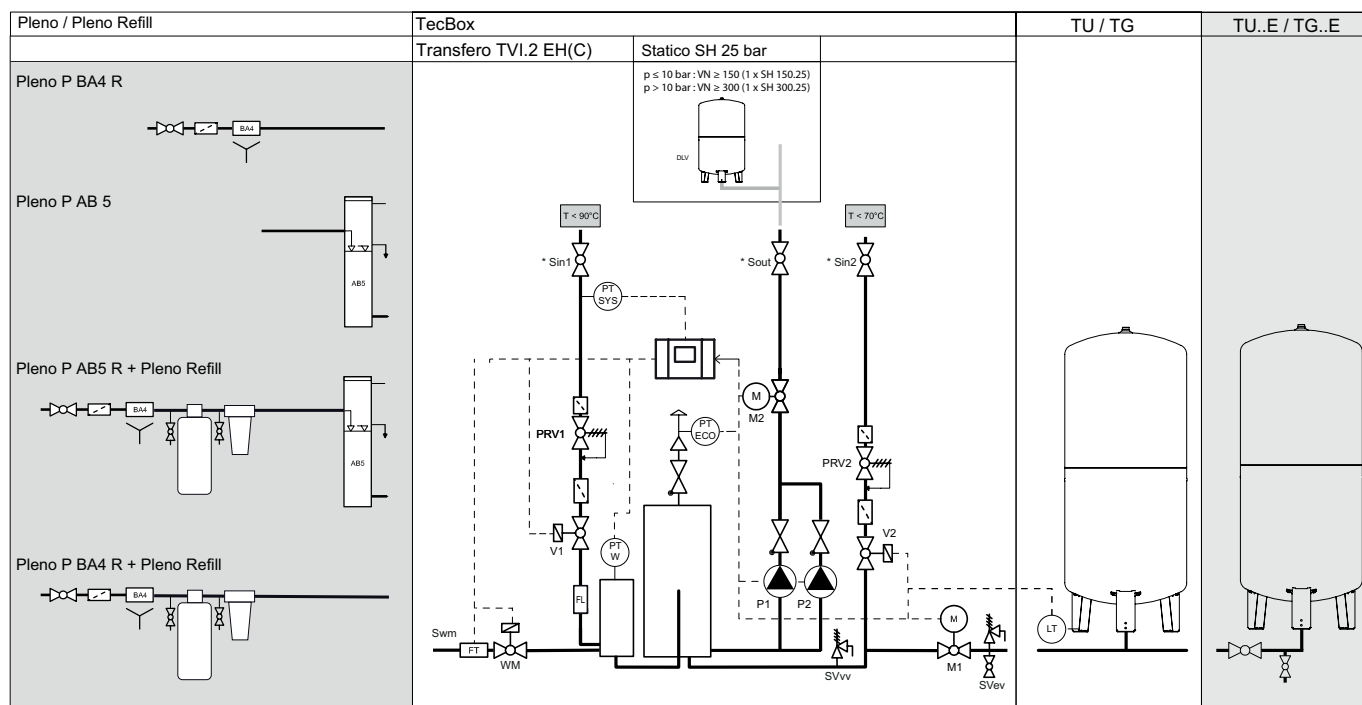 Pleno / Pleno Refill
TecBox
TU / TG
TU..E / TG..E
Transfero TVI.2 EH(C)
Statico SH 25 bar
p ≤ 10 bar : VN ≥ 150 (1 x SH 150.25)
p > 10 bar : VN ≥ 300 (1 x SH 300.25)
DLV
Pleno P BA4 R
BA4
Pleno P AB 5
AB5
Pleno P AB5 R + Pleno Refill
BA4
AB5
Pleno P BA4 R + Pleno Refill
BA4
T < 90°C
T < 70°C
* Sin1
* Sout
* Sin2
PT
SYS
M
M2
PRV1
PT
ECO
PRV2
V1
PT
W
V2
FL
P1
P2
Swm
FT
WM
SVvv
M
M1
SVev
LT